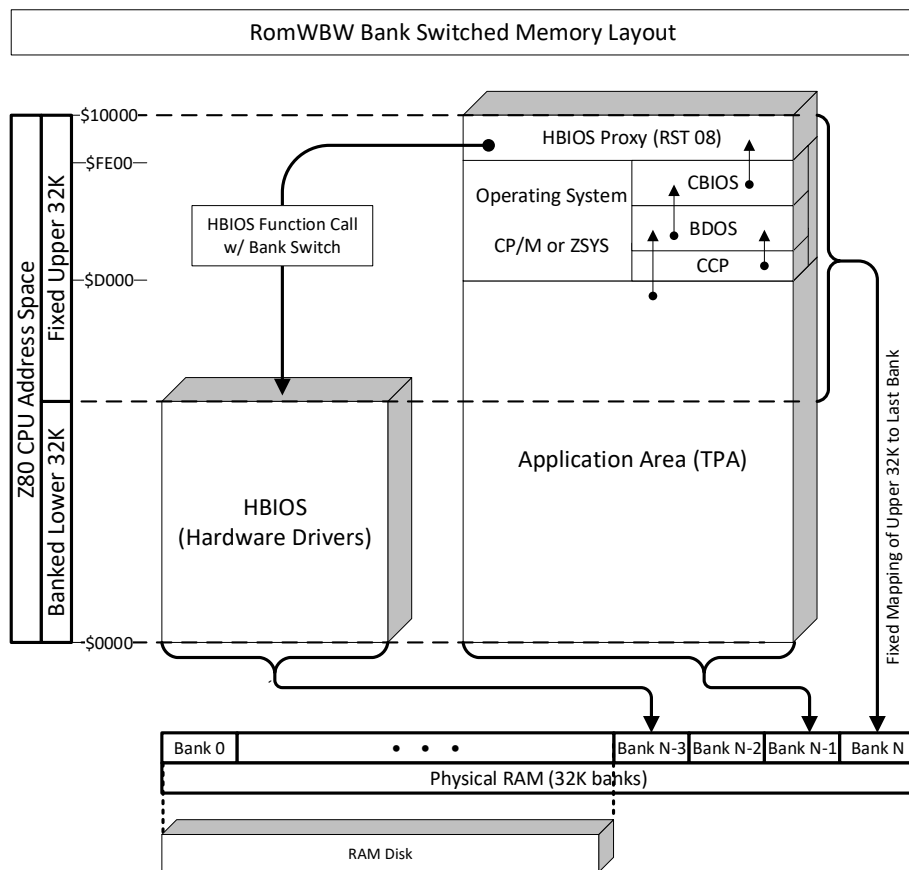 RomWBW Bank Switched Memory Layout
$10000
HBIOS Proxy (RST 08)
$FE00
CBIOS
Operating System
HBIOS Function Call
w/ Bank Switch
BDOS
CP/M or ZSYS
CCP
$D000
Z80 CPU Address Space
Fixed Upper 32K
Banked Lower 32K
Application Area (TPA)
HBIOS
(Hardware Drivers)
Fixed Mapping of Upper 32K to Last Bank
$0000
Bank 0
• • •
Bank N-3
Bank N-2
Bank N-1
Bank N
Physical RAM (32K banks)
RAM Disk